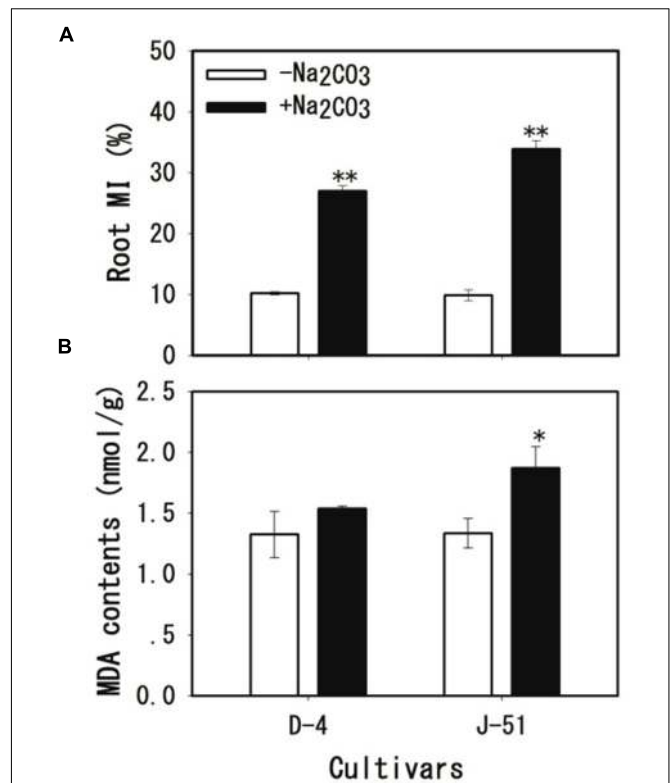 A
50
40
30
20
10
0
Root MI (%)
-Na2CO3
+Na2CO3
**
**
B
2.5
2.0
1.5
1.0
.5
0.0
MDA contents (nmol/g)
*
D-4
J-51
Cultivars